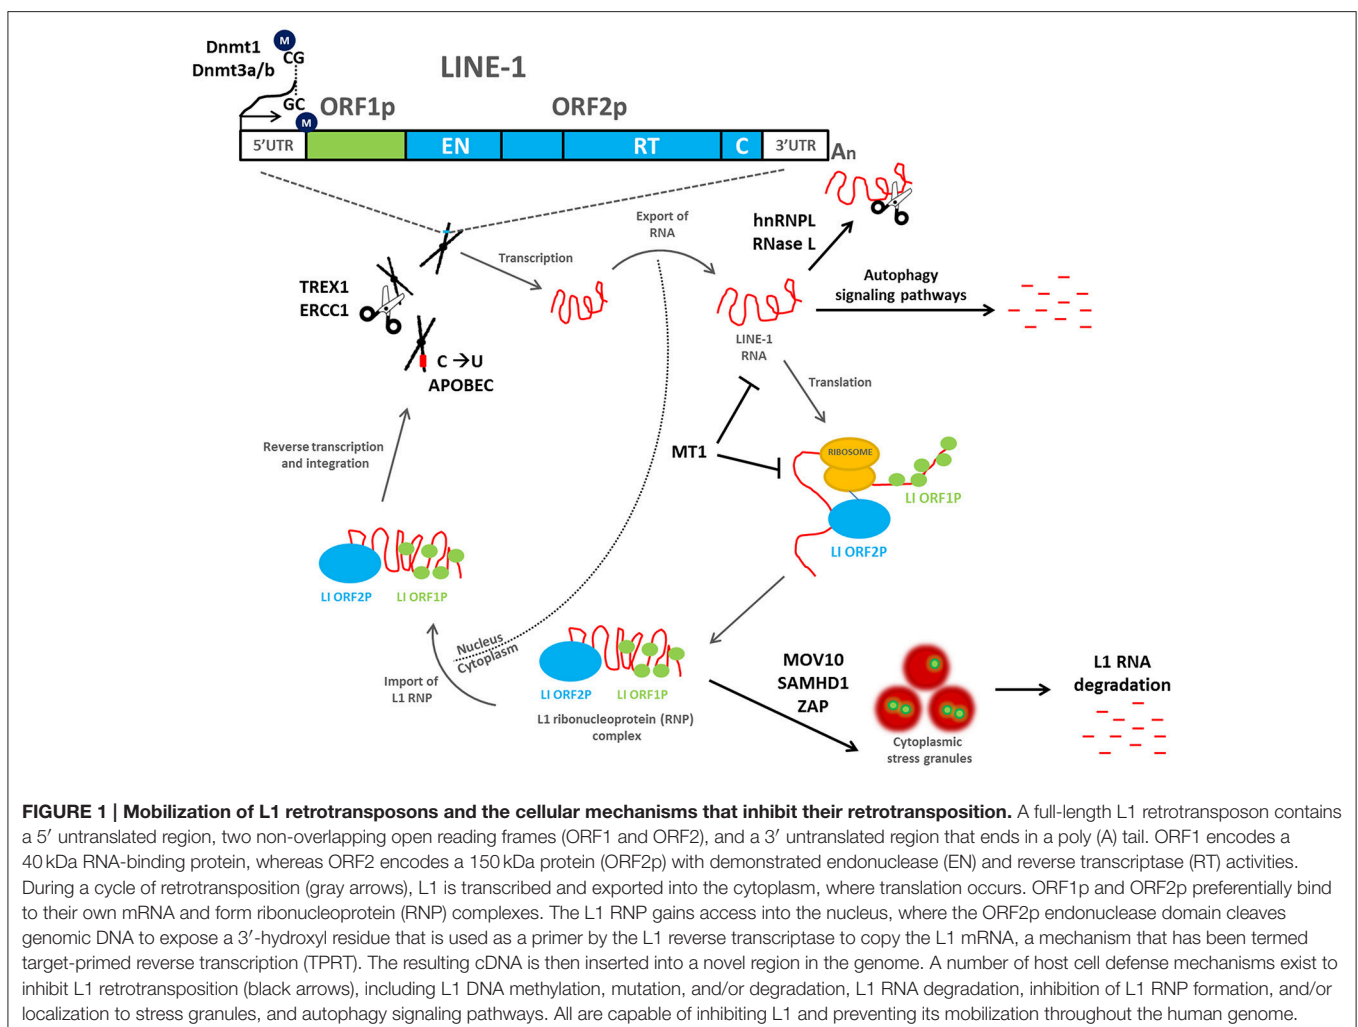 Dnmt1
Dnmt3a/b
M
CG
GC
M
LINE-1
ORF1p
ORF2p
5'UTR
EN
RT
C
3'UTR
An
Export of
RNA
hnRNPL
RNase L
Transcription
Autophagy
signaling pathways
TREX1
ERCC1
LINE-1
RNA
C →U
APOBEC
Translation
Reverse transcription
and integration
MT1
RIBOSOME
LI ORF1P
LI ORF2P
LI ORF2P
LI ORF1P
Nucleus
Cytoplasm
Import of
L1 RNP
LI ORF2P
LI ORF1P
L1 ribonucleoprotein (RNP)
complex
MOV10
SAMHD1
ZAP
Cytoplasmic
stress granules
L1 RNA
degradation
FIGURE 1 | Mobilization of L1 retrotransposons and the cellular mechanisms that inhibit their retrotransposition. A full-length L1 retrotransposon contains
a 5′ untranslated region, two non-overlapping open reading frames (ORF1 and ORF2), and a 3′ untranslated region that ends in a poly (A) tail. ORF1 encodes a
40 kDa RNA-binding protein, whereas ORF2 encodes a 150 kDa protein (ORF2p) with demonstrated endonuclease (EN) and reverse transcriptase (RT) activities.
During a cycle of retrotransposition (gray arrows), L1 is transcribed and exported into the cytoplasm, where translation occurs. ORF1p and ORF2p preferentially bind
to their own mRNA and form ribonucleoprotein (RNP) complexes. The L1 RNP gains access into the nucleus, where the ORF2p endonuclease domain cleaves
genomic DNA to expose a 3′-hydroxyl residue that is used as a primer by the L1 reverse transcriptase to copy the L1 mRNA, a mechanism that has been termed
target-primed reverse transcription (TPRT). The resulting cDNA is then inserted into a novel region in the genome. A number of host cell defense mechanisms exist to
inhibit L1 retrotransposition (black arrows), including L1 DNA methylation, mutation, and/or degradation, L1 RNA degradation, inhibition of L1 RNP formation, and/or
localization to stress granules, and autophagy signaling pathways. All are capable of inhibiting L1 and preventing its mobilization throughout the human genome.